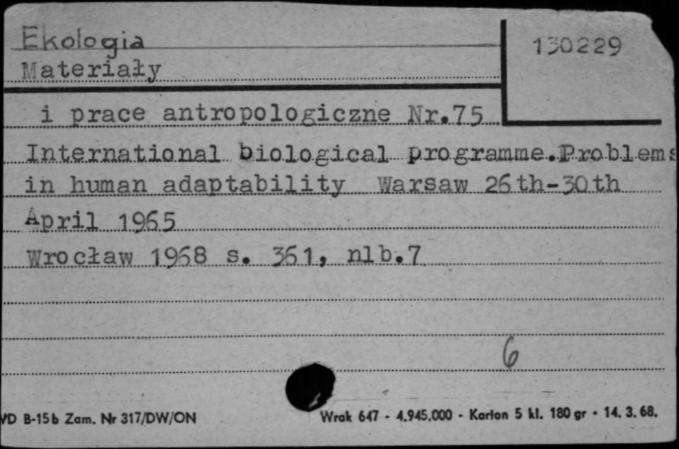 Ekologia
130229
Materiały
i prace antropologiczne Nr.75
International biological programme.Problems
in human adaptability Warsaw 26th-30th
April 1965
Wrocław 1968 s. 361, nlb.7
6
VD B-15b Zam. Nr 317/DW/ON Wrak 647 - 4.945.000 - Karton 5 kl. 180 gr - 14. 3. 68.